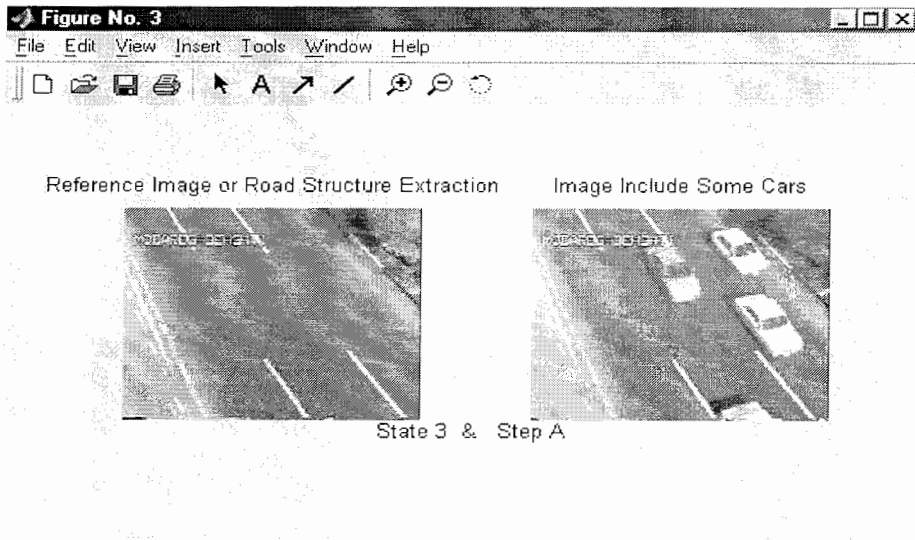 Figure No. 3
File Edit View Insert Tools Window Help
A
Reference Image or Road Structure Extraction
Image Include Some Cars
State 3 & Step A